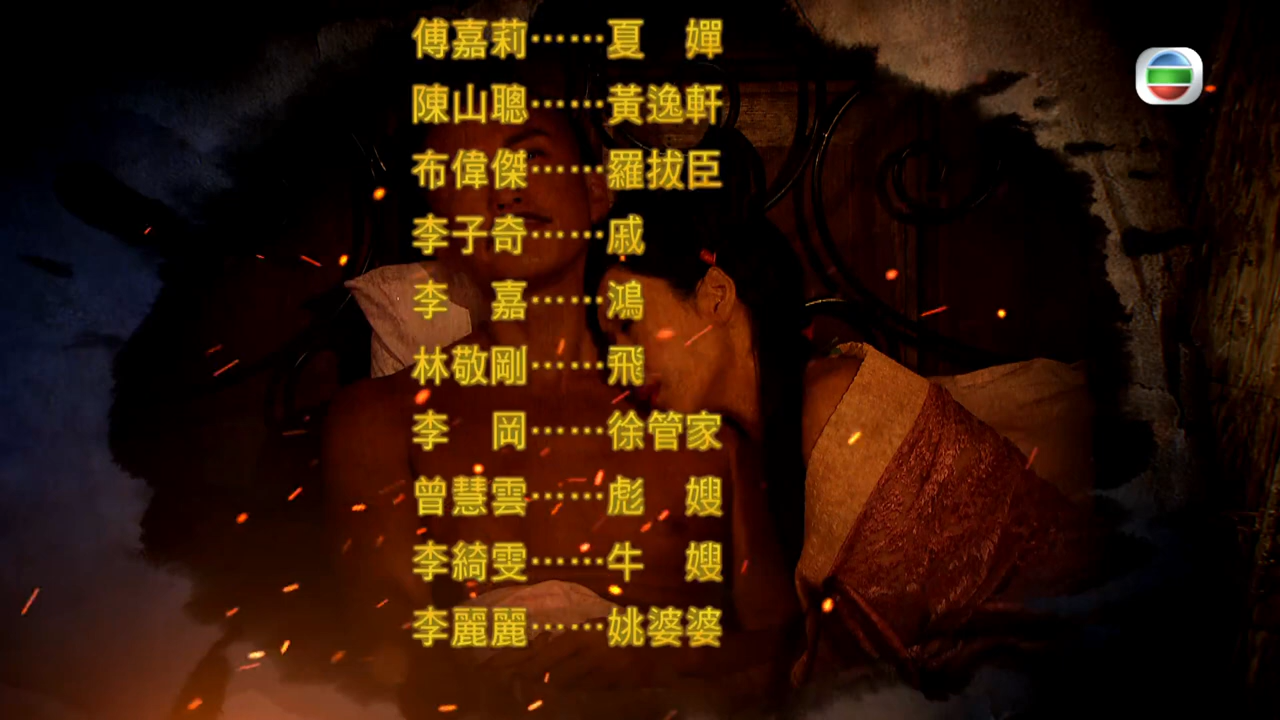 傅嘉莉⋯⋯夏　嬋
陳山聰⋯⋯黃逸軒
布偉傑⋯⋯羅拔臣
李子奇⋯⋯戚
李　嘉⋯⋯鴻
林敬剛⋯⋯飛
李　岡⋯⋯徐管家
曾慧雲⋯⋯彪　嫂
李綺雯⋯⋯牛　嫂
李麗麗⋯⋯姚婆婆